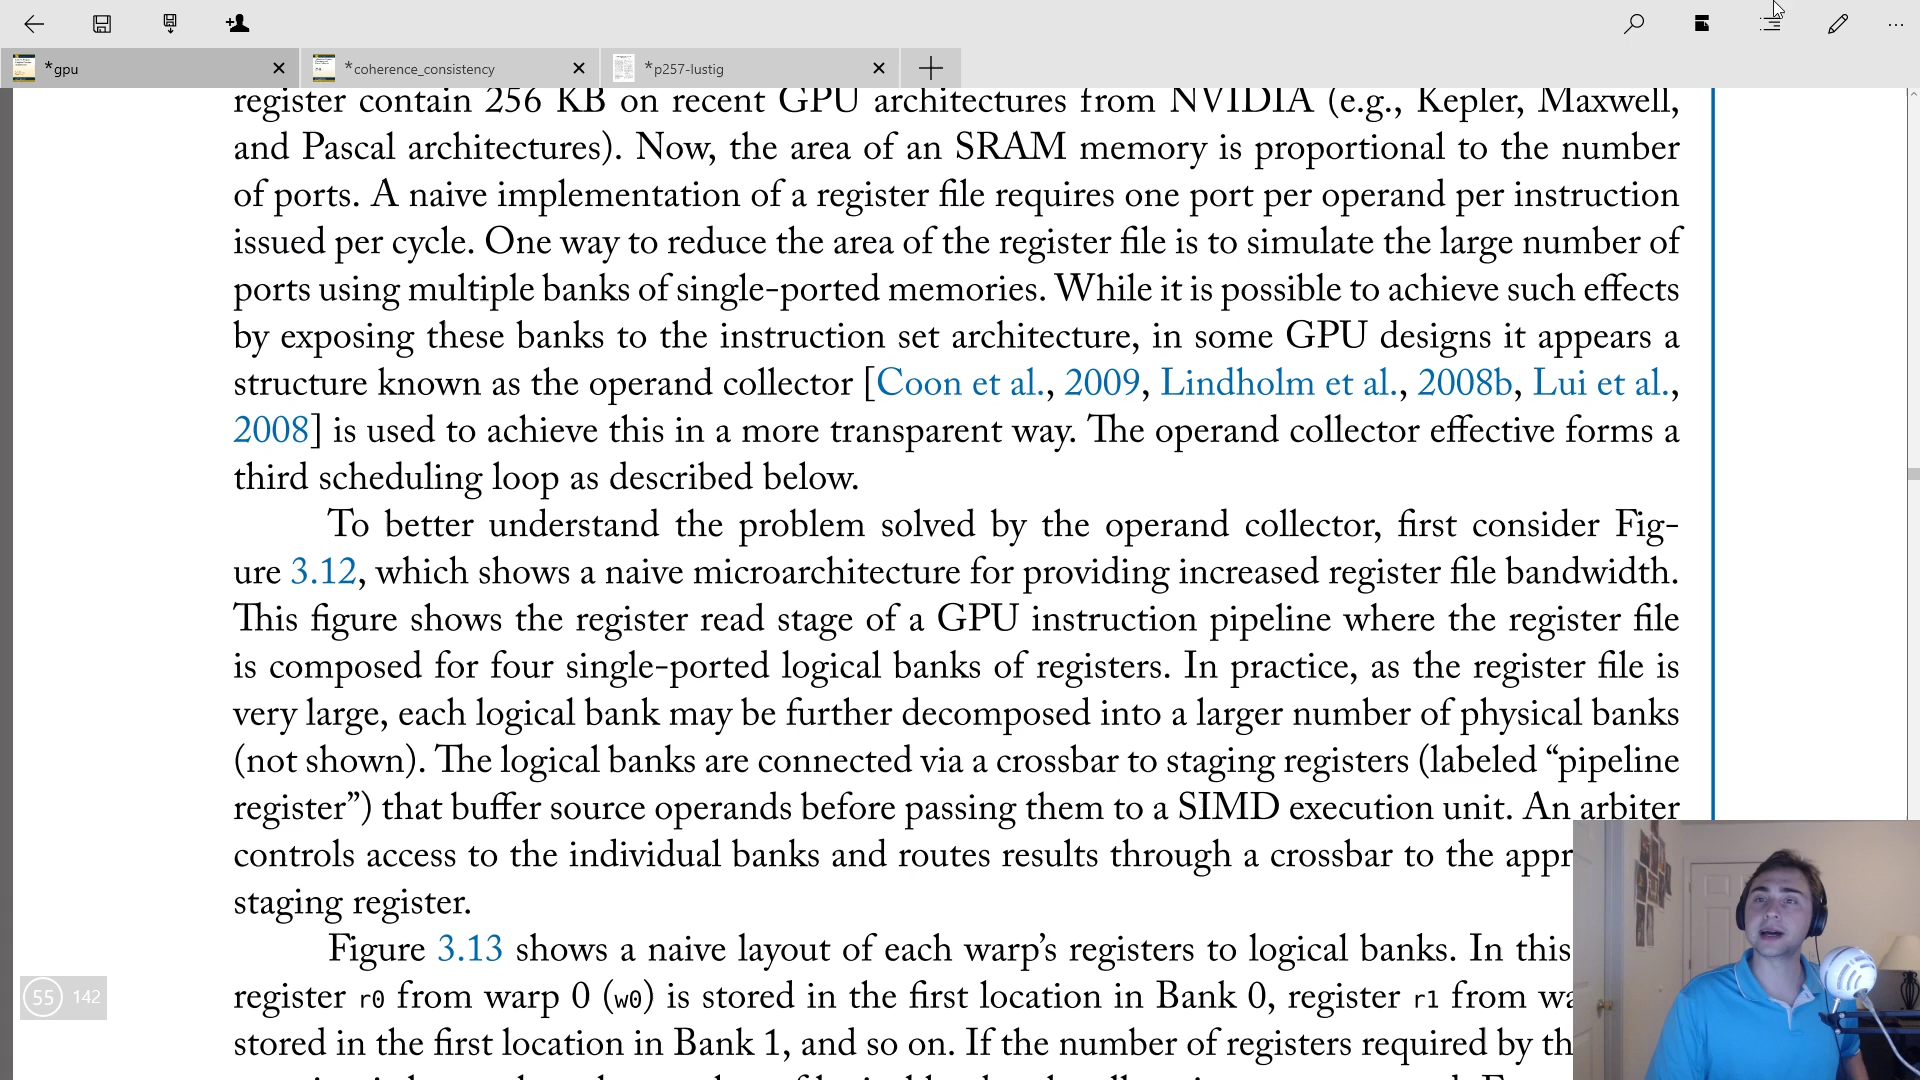 *gpu
*coherence_consistency
*p257-lustig
register contain 256 KB on recent GPU architectures from NVIDIA (e.g., Kepler, Maxwell,
and Pascal architectures). Now, the area of an SRAM memory is proportional to the number
of ports. A naive implementation of a register file requires one port per operand per instruction
issued per cycle. One way to reduce the area of the register file is to simulate the large number of
ports using multiple banks of single-ported memories. While it is possible to achieve such effects
by exposing these banks to the instruction set architecture, in some GPU designs it appears a
structure known as the operand collector [Coon et al., 2009, Lindholm et al., 2008b, Lui et al.,
2008] is used to achieve this in a more transparent way. The operand collector effective forms a
third scheduling loop as described below.
To better understand the problem solved by the operand collector, first consider Fig-
ure 3.12, which shows a naive microarchitecture for providing increased register file bandwidth.
This figure shows the register read stage of a GPU instruction pipeline where the register file
is composed for four single-ported logical banks of registers. In practice, as the register file is
very large, each logical bank may be further decomposed into a larger number of physical banks
(not shown). The logical banks are connected via a crossbar to staging registers (labeled “pipeline
register”) that buffer source operands before passing them to a SIMD execution unit. An arbiter
controls access to the individual banks and routes results through a crossbar to the appr
staging register.
Figure 3.13 shows a naive layout of each warp’s registers to logical banks. In this
register r0 from warp 0 (w0) is stored in the first location in Bank 0, register r1 from wa
stored in the first location in Bank 1, and so on. If the number of registers required by th
55 142